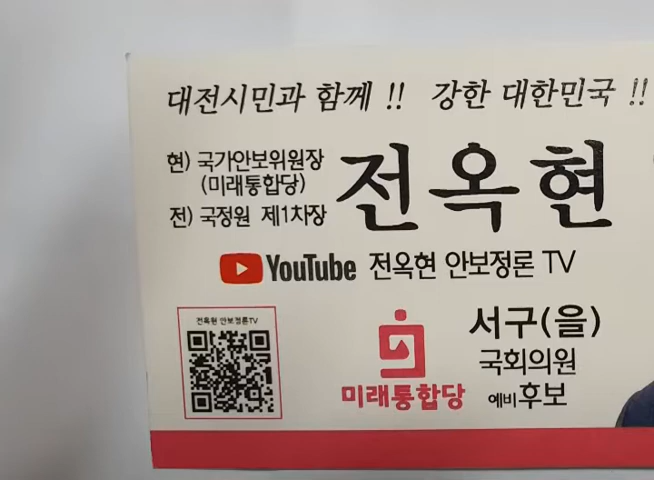 대전시민과 함께 !! 강한 대한민국 !!
현) 국가안보위원장
(미래통합당)
전) 국정원 제1차장
전옥현
YouTube 전옥현 안보정론 TV
전옥현 안보정론TV
서구(을)
국회의원
예비후보
미래통합당